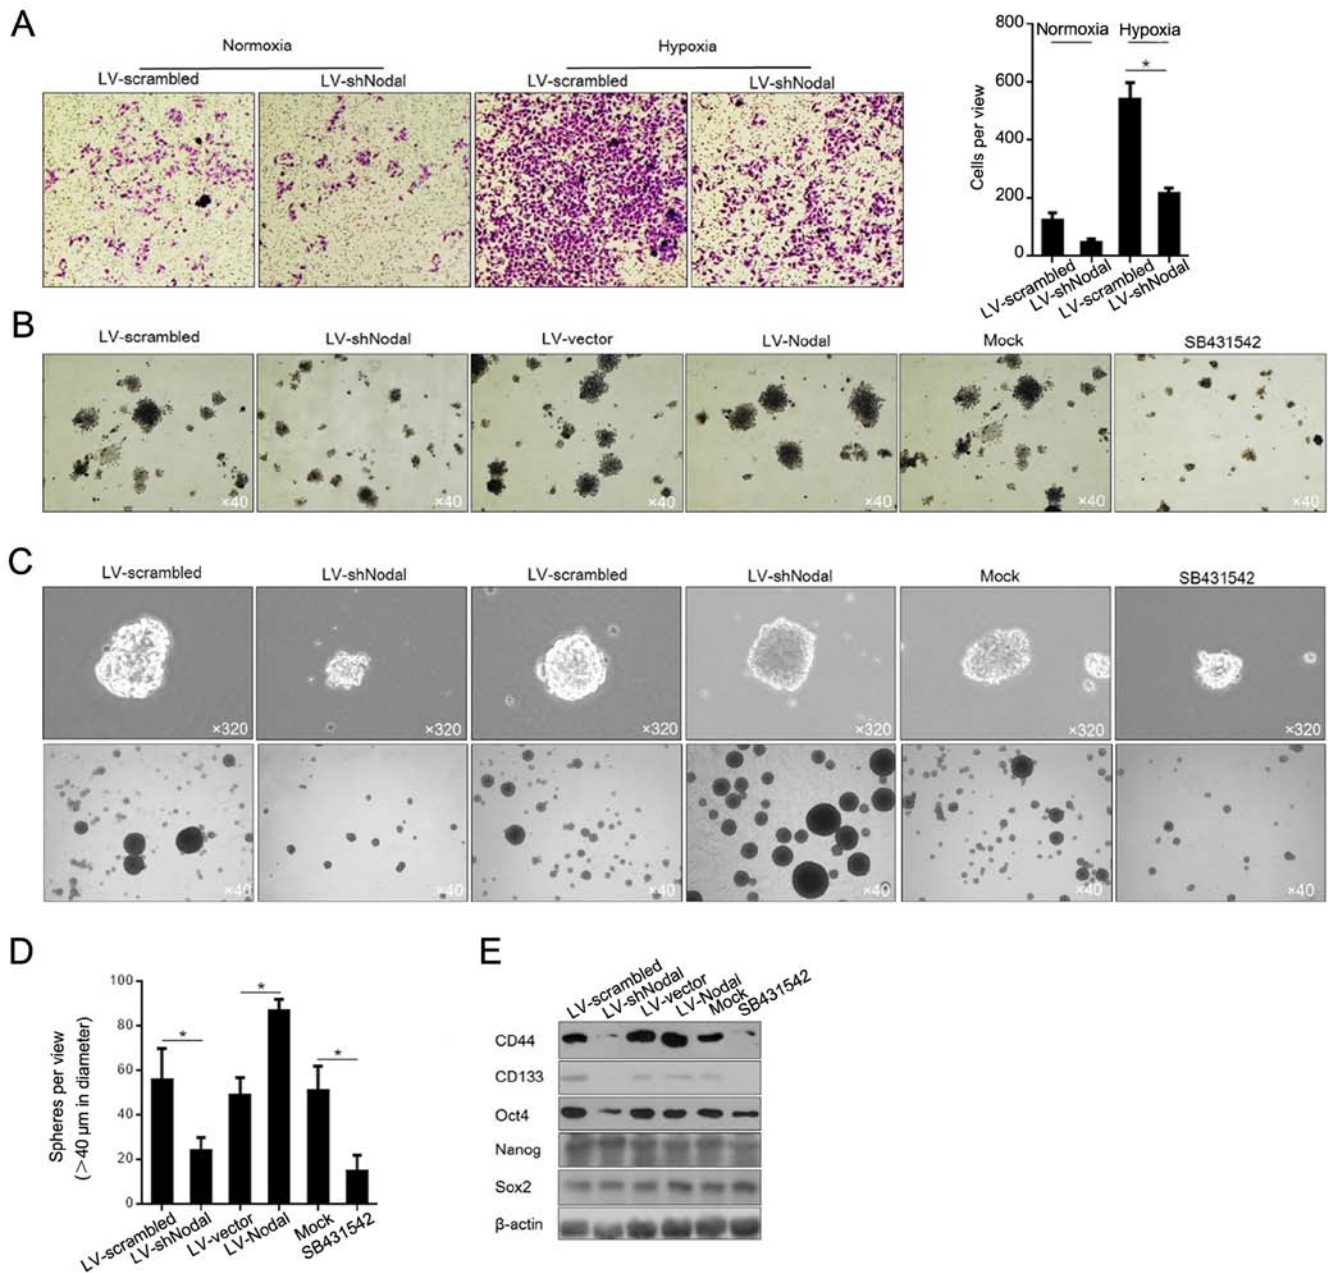 A
Normoxia
Hypoxia
LV-scrambled
LV-shNodal
LV-scrambled
LV-shNodal
800
600
400
200
0
Cells per view
Normoxia
Hypoxia
*
LV-scrambled
LV-shNodal
LV-scrambled
LV-shNodal
B
LV-scrambled
LV-shNodal
LV-vector
LV-Nodal
Mock
SB431542
×40
×40
×40
×40
×40
×40
C
LV-scrambled
LV-shNodal
LV-scrambled
LV-shNodal
Mock
SB431542
×320
×320
×320
×320
×320
×320
×40
×40
×40
×40
×40
×40
D
100
80
60
40
20
0
Spheres per view
(>40 μm in diameter)
*
*
*
LV-scrambled
LV-shNodal
LV-vector
LV-Nodal
Mock
SB431542
E
LV-scrambled
LV-shNodal
LV-vector
LV-Nodal
Mock
SB431542
CD44
CD133
Oct4
Nanog
Sox2
β-actin